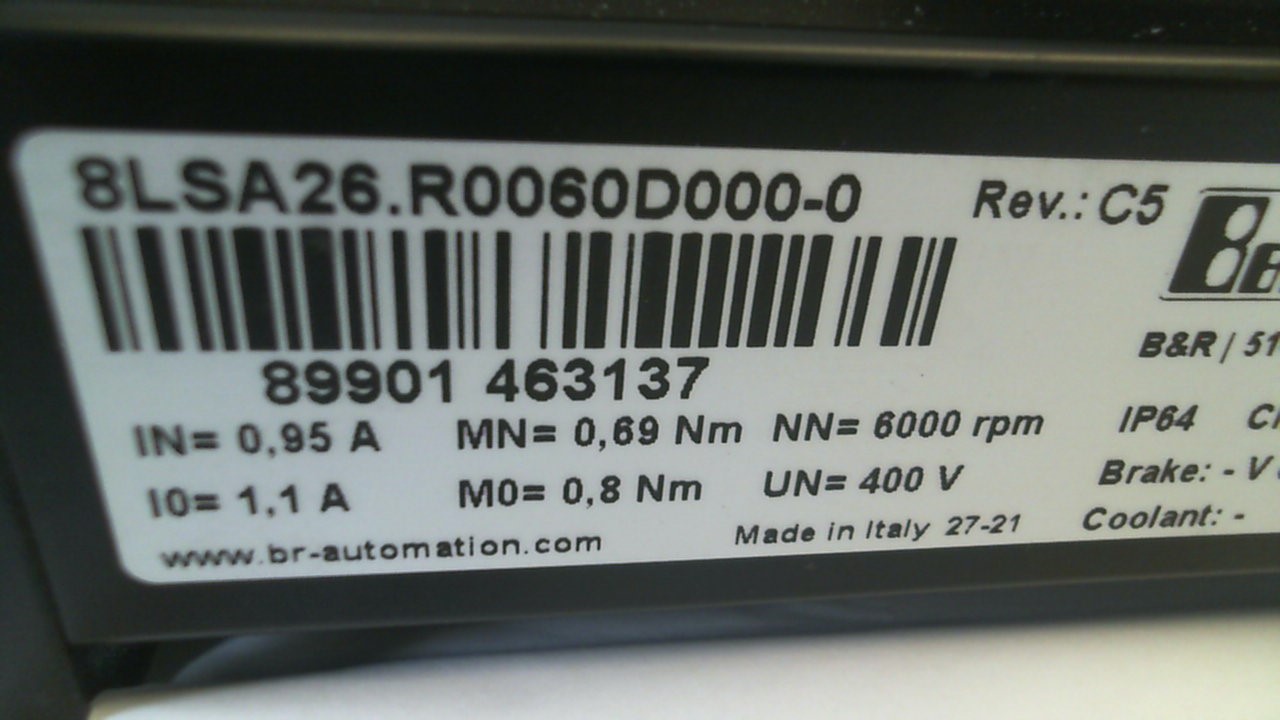 8LSA26.R0060D000-0 Rev.: C5
B&R / 51
89901 463137
IN= 0,95 A MN= 0,69 Nm NN= 6000 rpm IP64
I0= 1,1 A M0= 0,8 Nm UN= 400 V Brake: - V
www.br-automation.com Made in Italy 27-21 Coolant: -